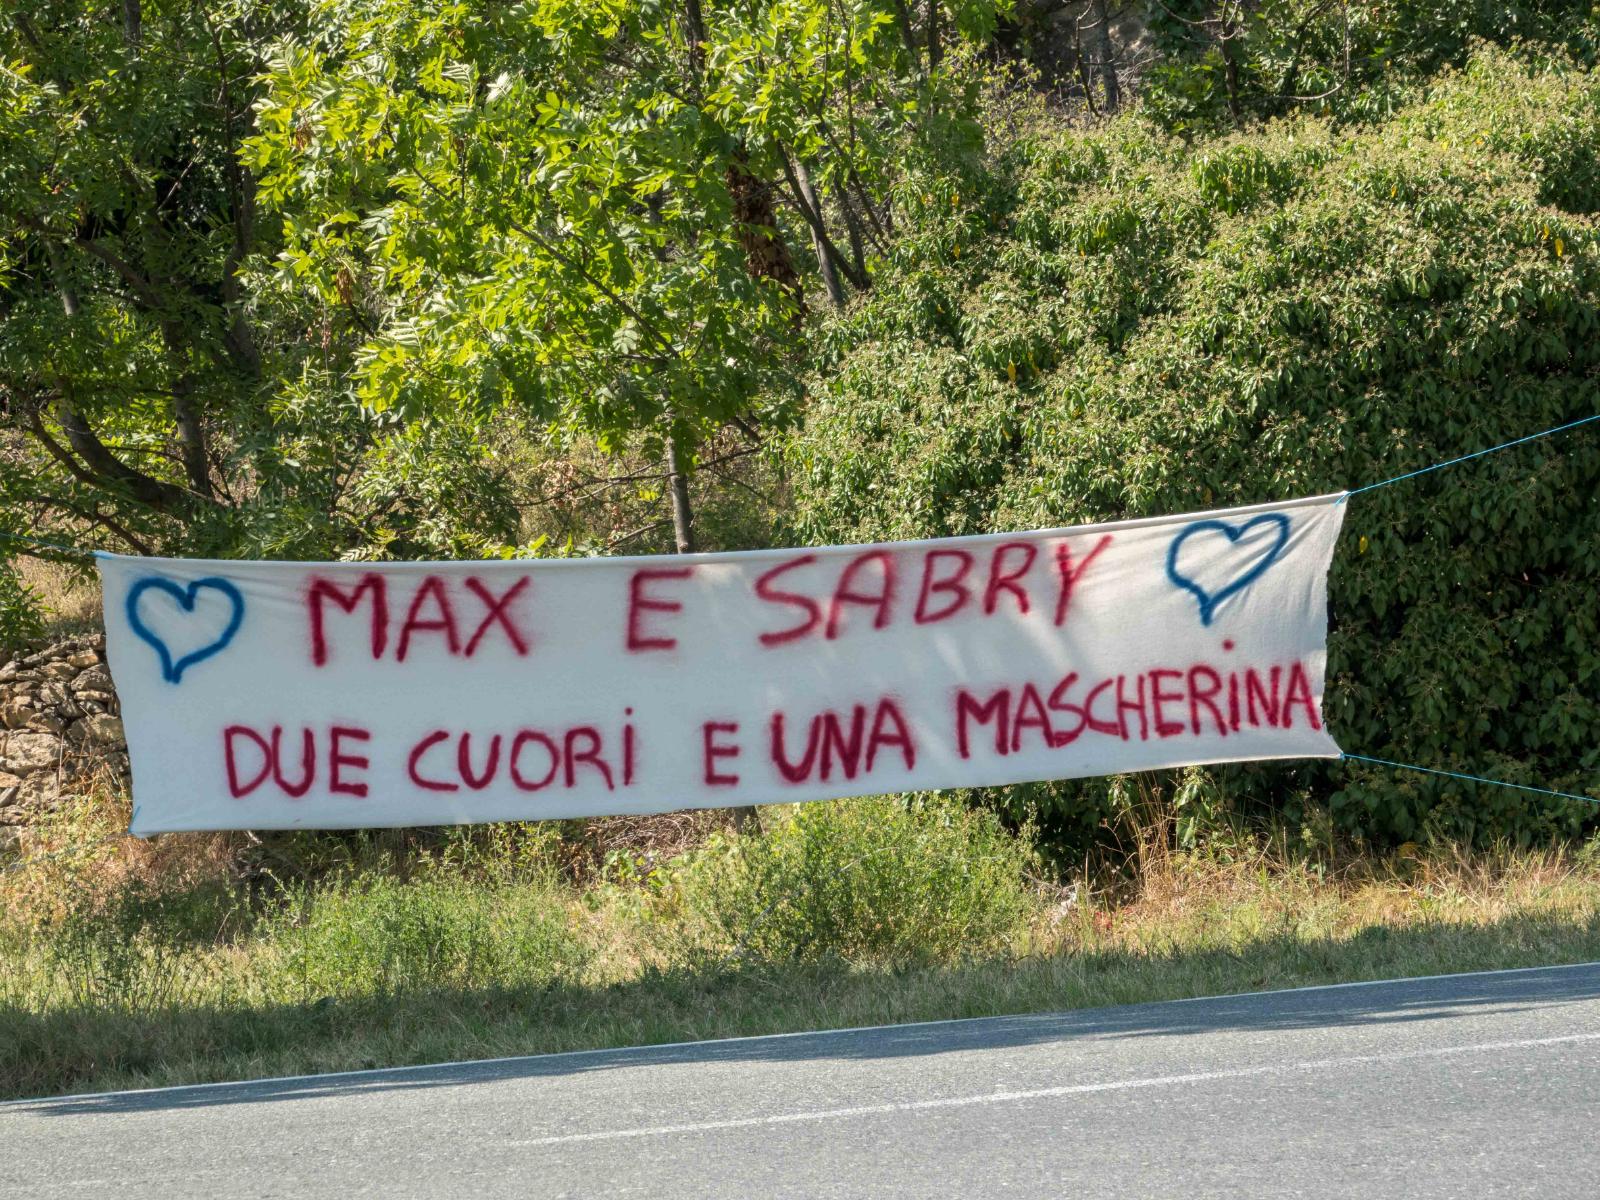 MAX E SABRY
DUE CUORi E UNA MASCHERiNA